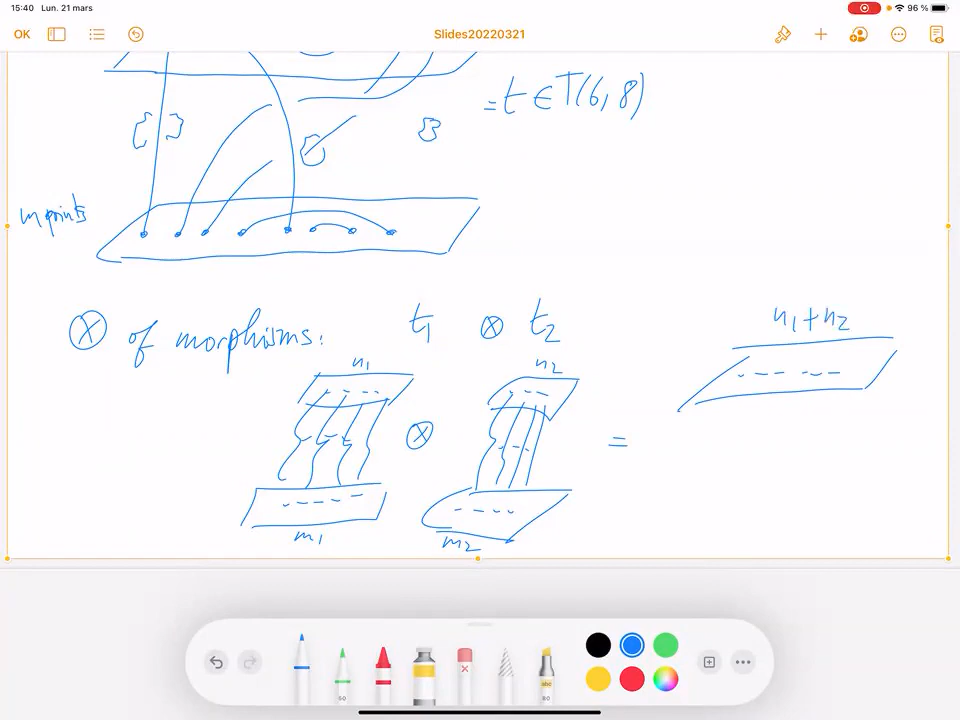 15:40 Lun. 21 mars 96 %
OK Slides20220321
= t ∈ T(6, 8)
m points
⊗ of morphisms: t₁ ⊗ t₂
n₁ n₂ n₁+n₂
⊗ =
m₁ m₂